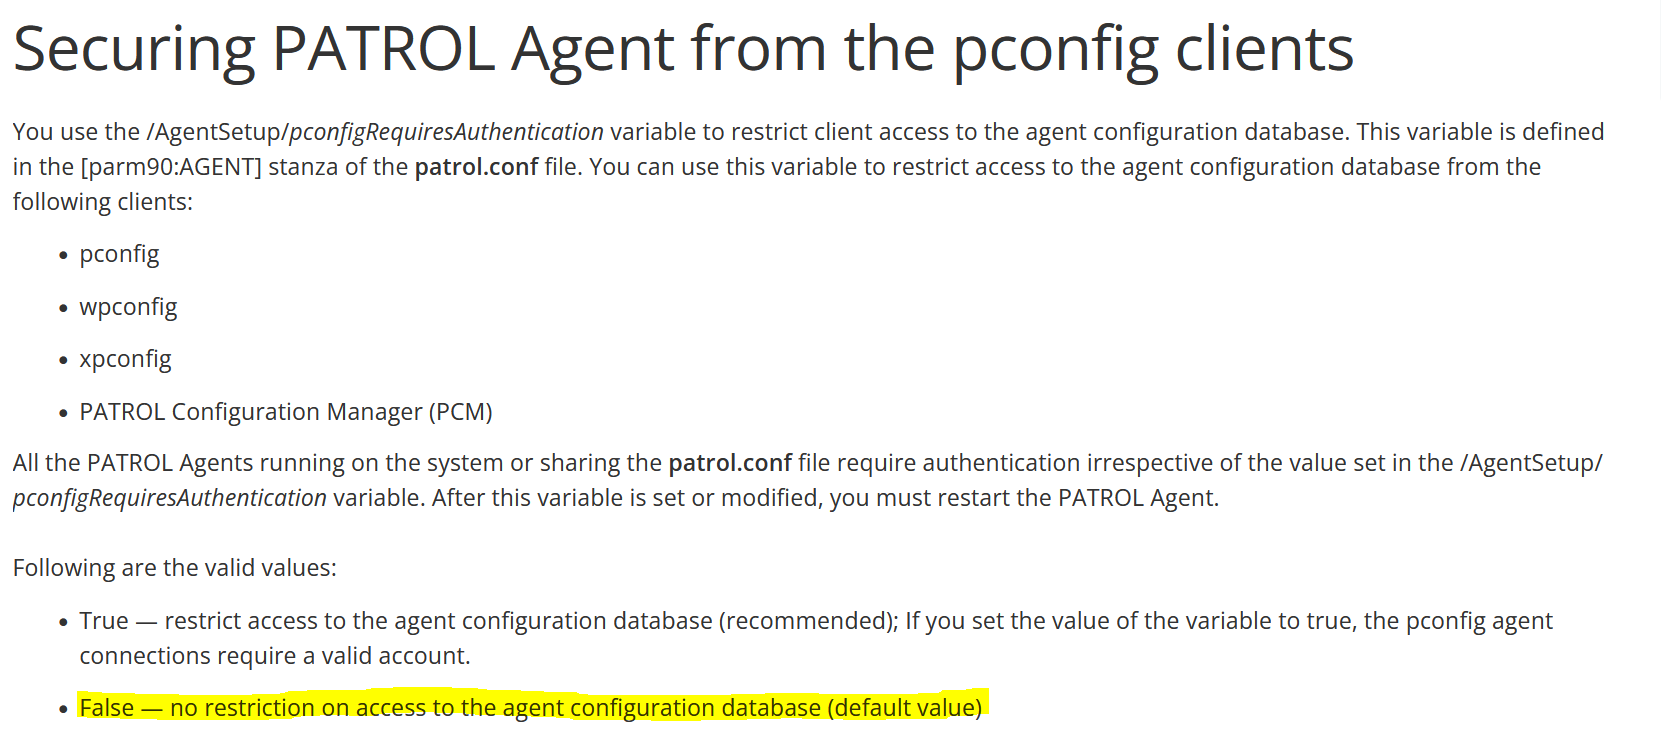 Securing PATROL Agent from the pconfig clients
You use the /AgentSetup/pconfigRequiresAuthentication variable to restrict client access to the agent configuration database. This variable is defined
in the [parm90:AGENT] stanza of the patrol.conf file. You can use this variable to restrict access to the agent configuration database from the
following clients:
• pconfig
• wpconfig
• xpconfig
• PATROL Configuration Manager (PCM)
All the PATROL Agents running on the system or sharing the patrol.conf file require authentication irrespective of the value set in the /AgentSetup/
pconfigRequiresAuthentication variable. After this variable is set or modified, you must restart the PATROL Agent.
Following are the valid values:
• True — restrict access to the agent configuration database (recommended); If you set the value of the variable to true, the pconfig agent
connections require a valid account.
• False — no restriction on access to the agent configuration database (default value)